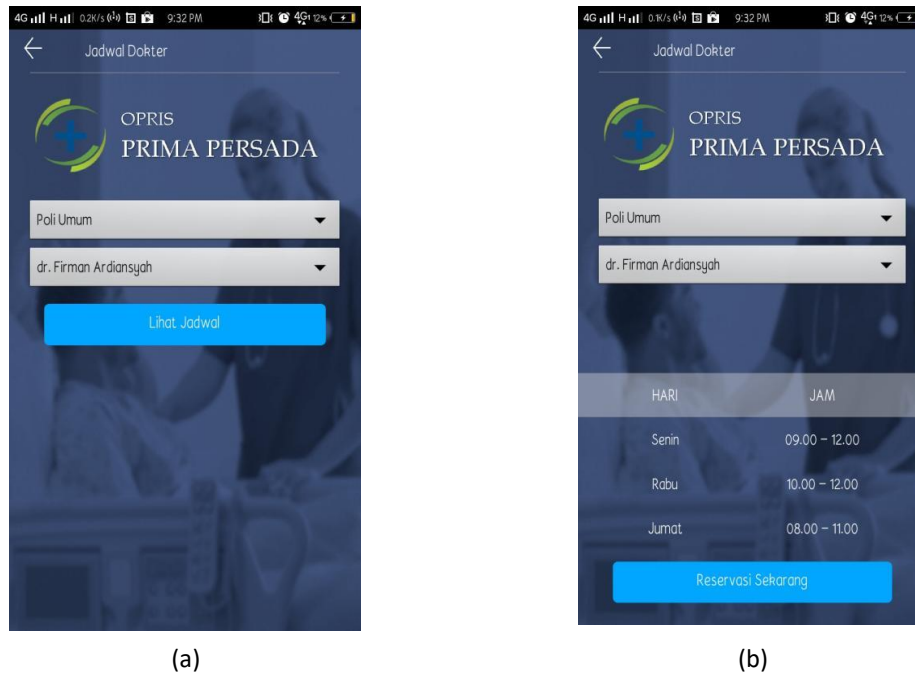 4G H 0.2K/s 9:32 PM 4G 12%
Jadwal Dokter
OPRIS
PRIMA PERSADA
Poli Umum
dr. Firman Ardiansyah
Lihat Jadwal
(a)
4G H 0.1K/s 9:32 PM 4G 12%
Jadwal Dokter
OPRIS
PRIMA PERSADA
Poli Umum
dr. Firman Ardiansyah
HARI JAM
Senin 09.00 - 12.00
Rabu 10.00 - 12.00
Jumat 08.00 - 11.00
Reservasi Sekarang
(b)